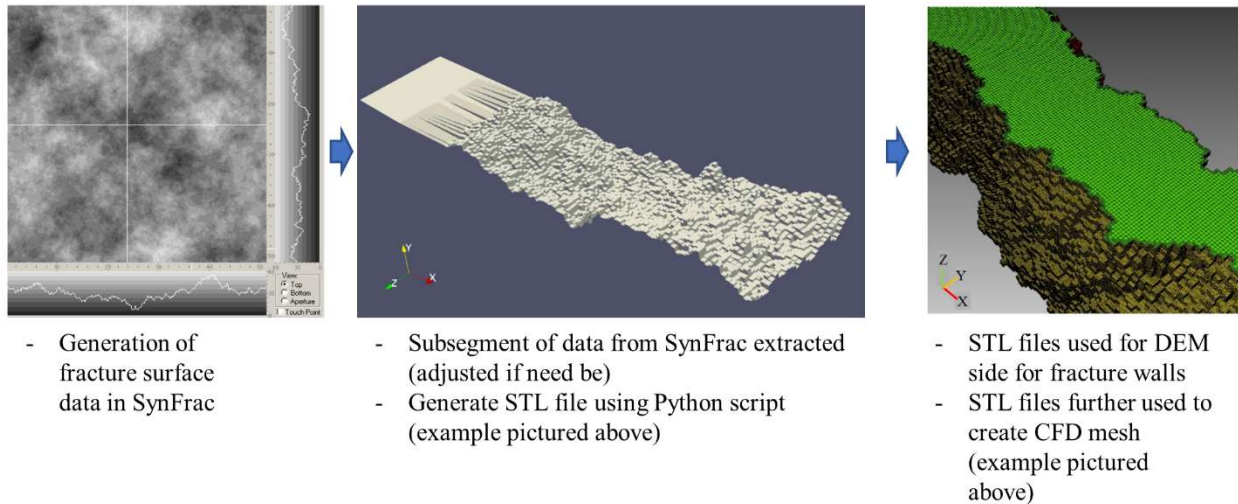 View:
Top
Bottom
Aperture
Touch Point
Y
Z
X
Z
Y
X
- Generation of
fracture surface
data in SynFrac
- Subsegment of data from SynFrac extracted
(adjusted if need be)
- Generate STL file using Python script
(example pictured above)
- STL files used for DEM
side for fracture walls
- STL files further used to
create CFD mesh
(example pictured
above)